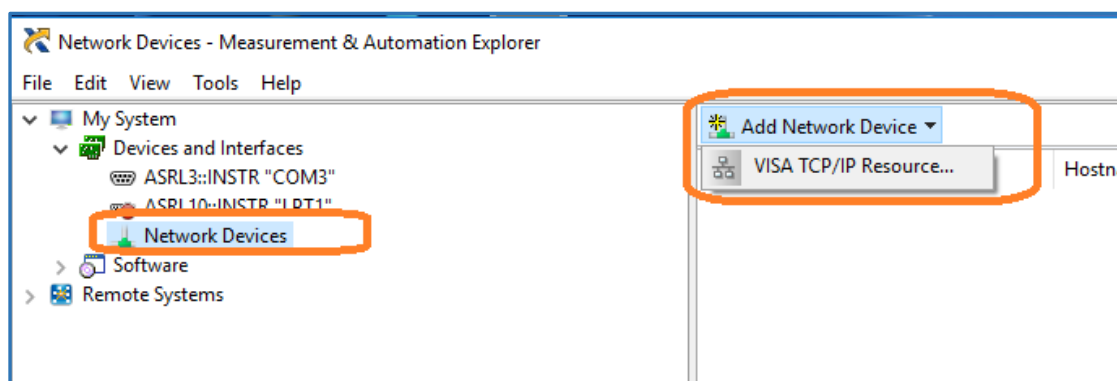 Network Devices - Measurement & Automation Explorer
File Edit View Tools Help
My System
Devices and Interfaces
ASRL3::INSTR "COM3"
ASRL10::INSTR "LPT1"
Network Devices
Software
Remote Systems
Add Network Device
VISA TCP/IP Resource...
Hostn